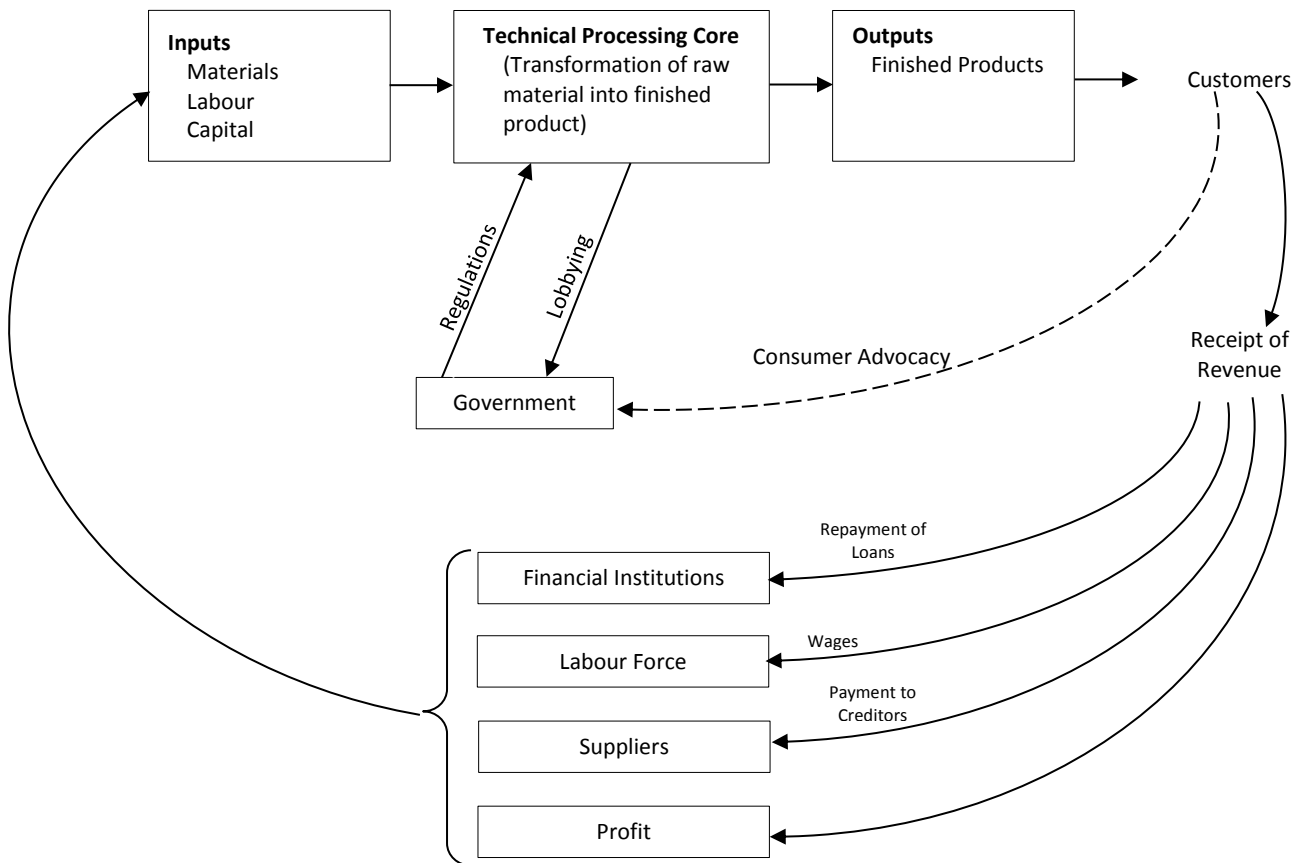 Inputs
Materials
Labour
Capital
Technical Processing Core
(Transformation of raw
material into finished
product)
Outputs
Finished Products
Customers
Regulations
Lobbying
Government
Consumer Advocacy
Receipt of
Revenue
Repayment of
Loans
Financial Institutions
Wages
Labour Force
Payment to
Creditors
Suppliers
Profit